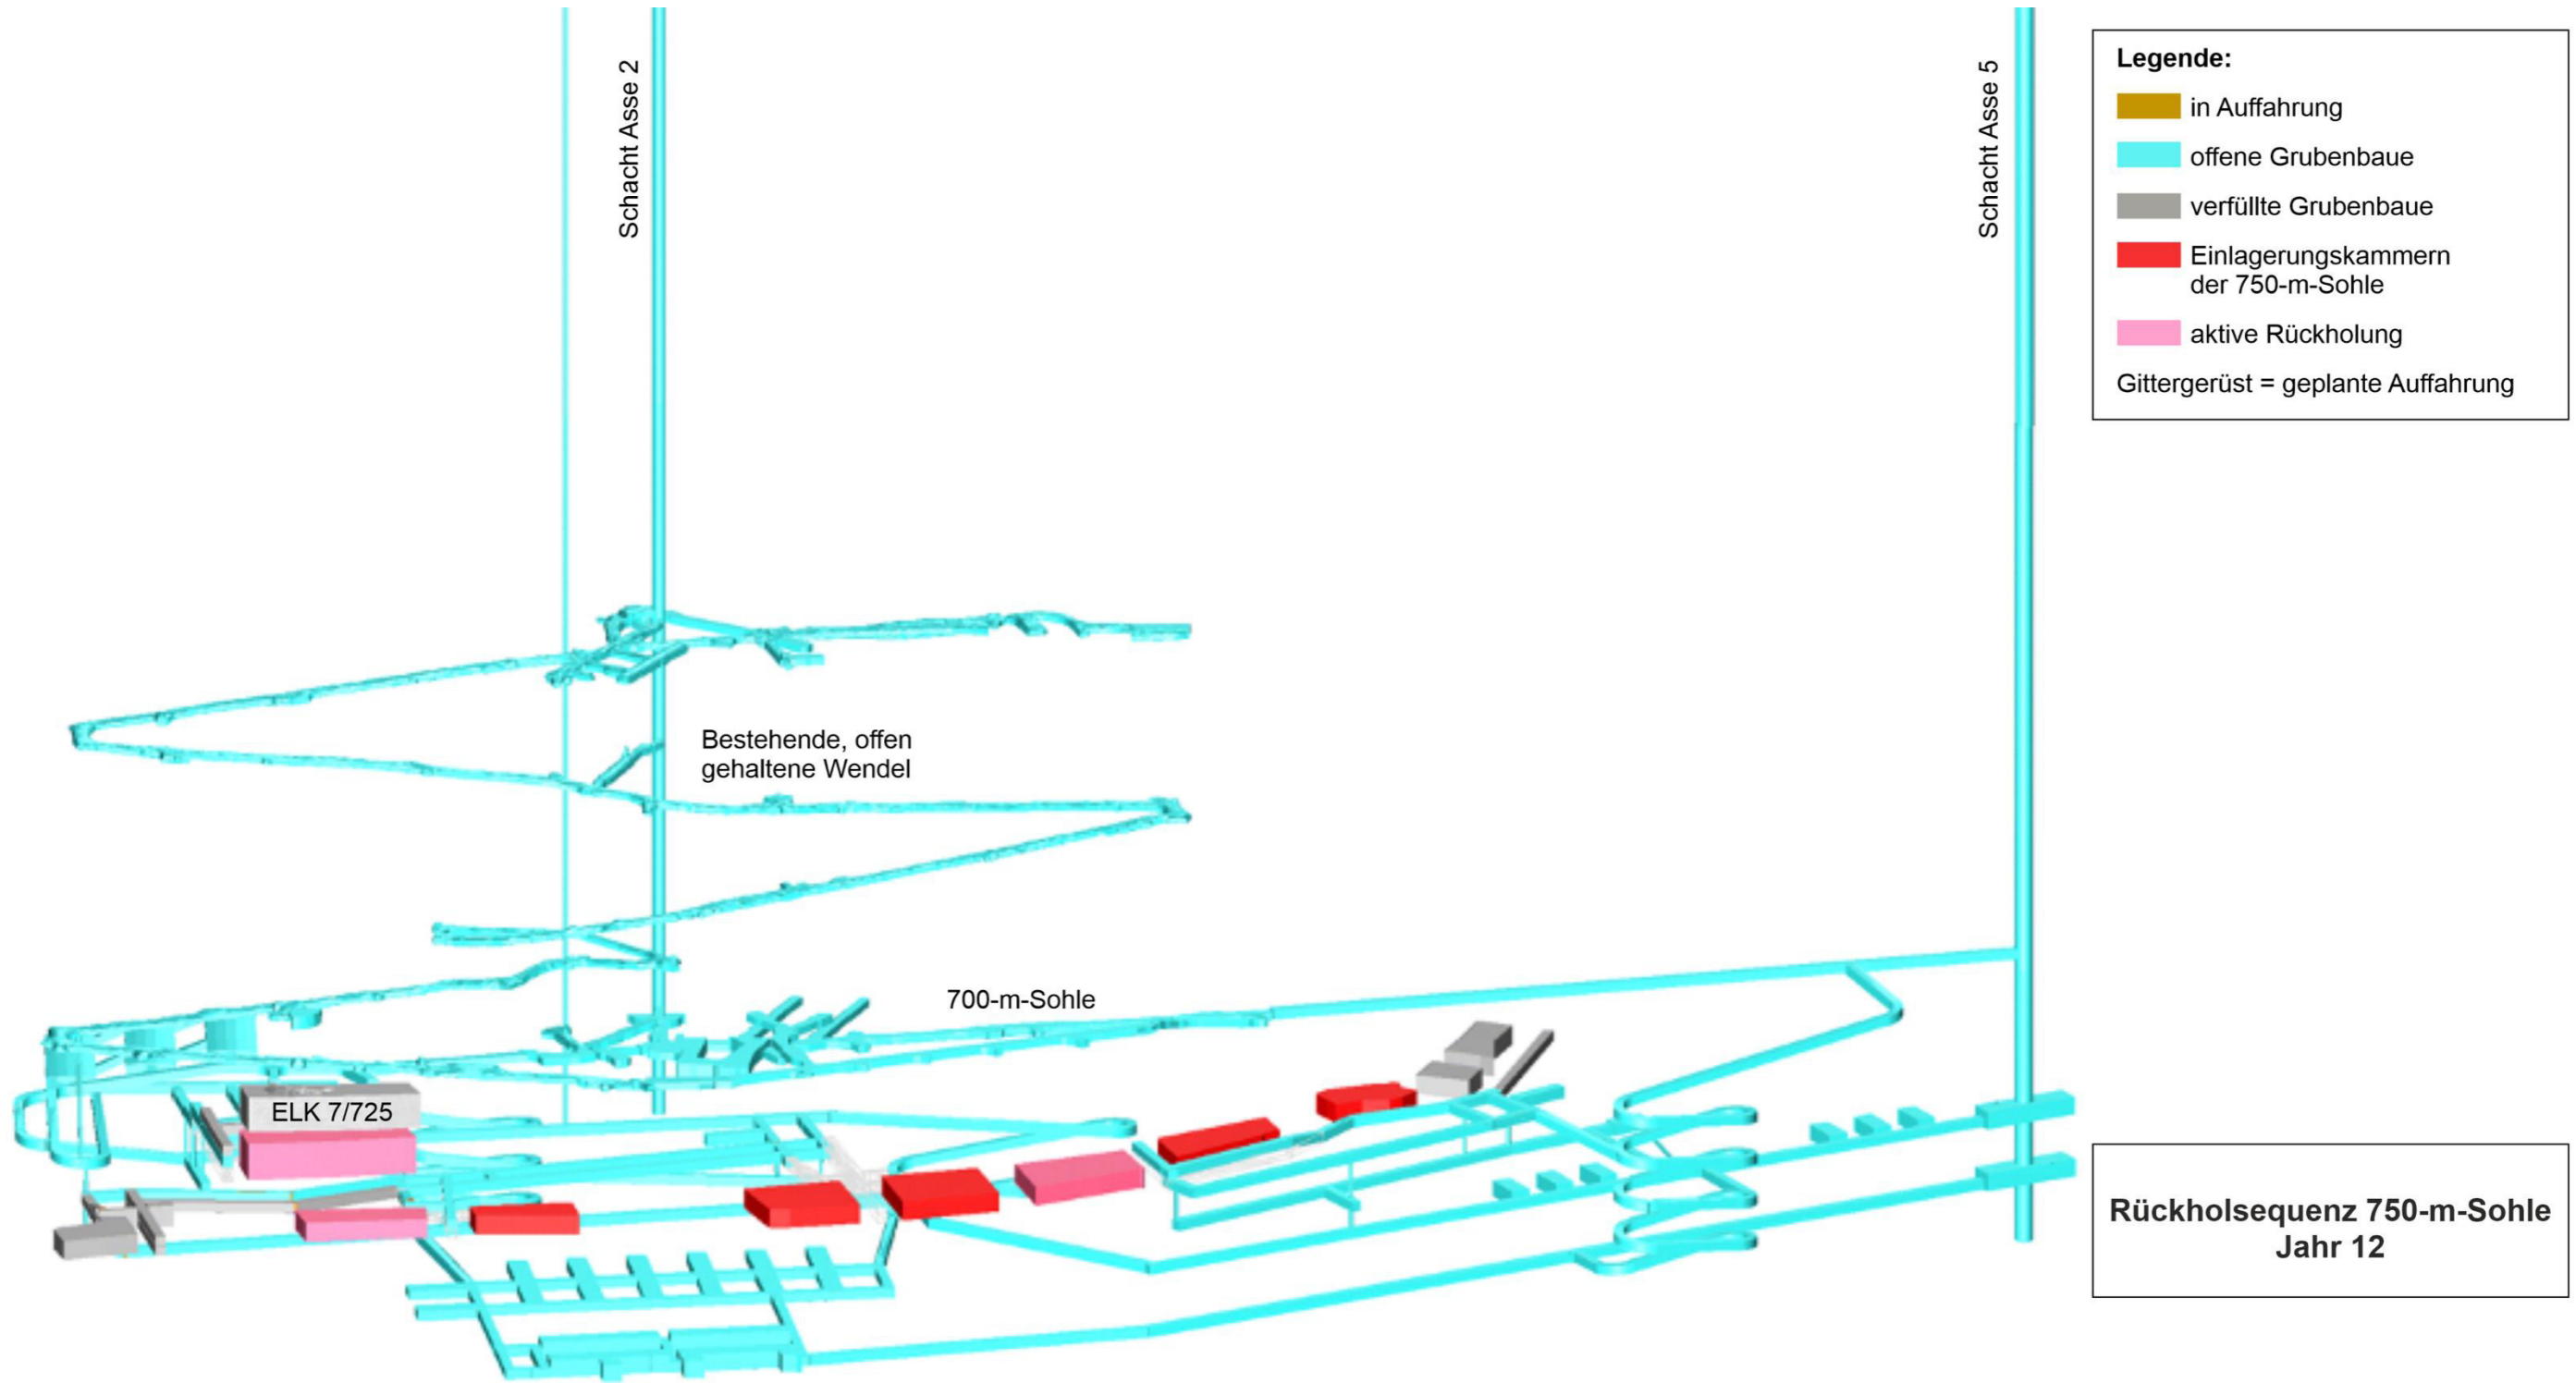 Schacht Asse 2
Schacht Asse 5
Legende:
in Auffahrung
offene Grubenbaue
verfüllte Grubenbaue
Einlagerungskammern
der 750-m-Sohle
aktive Rückholung
Gittergerüst = geplante Auffahrung
Bestehende, offen
gehaltene Wendel
700-m-Sohle
ELK 7/725
Rückholsequenz 750-m-Sohle
Jahr 12